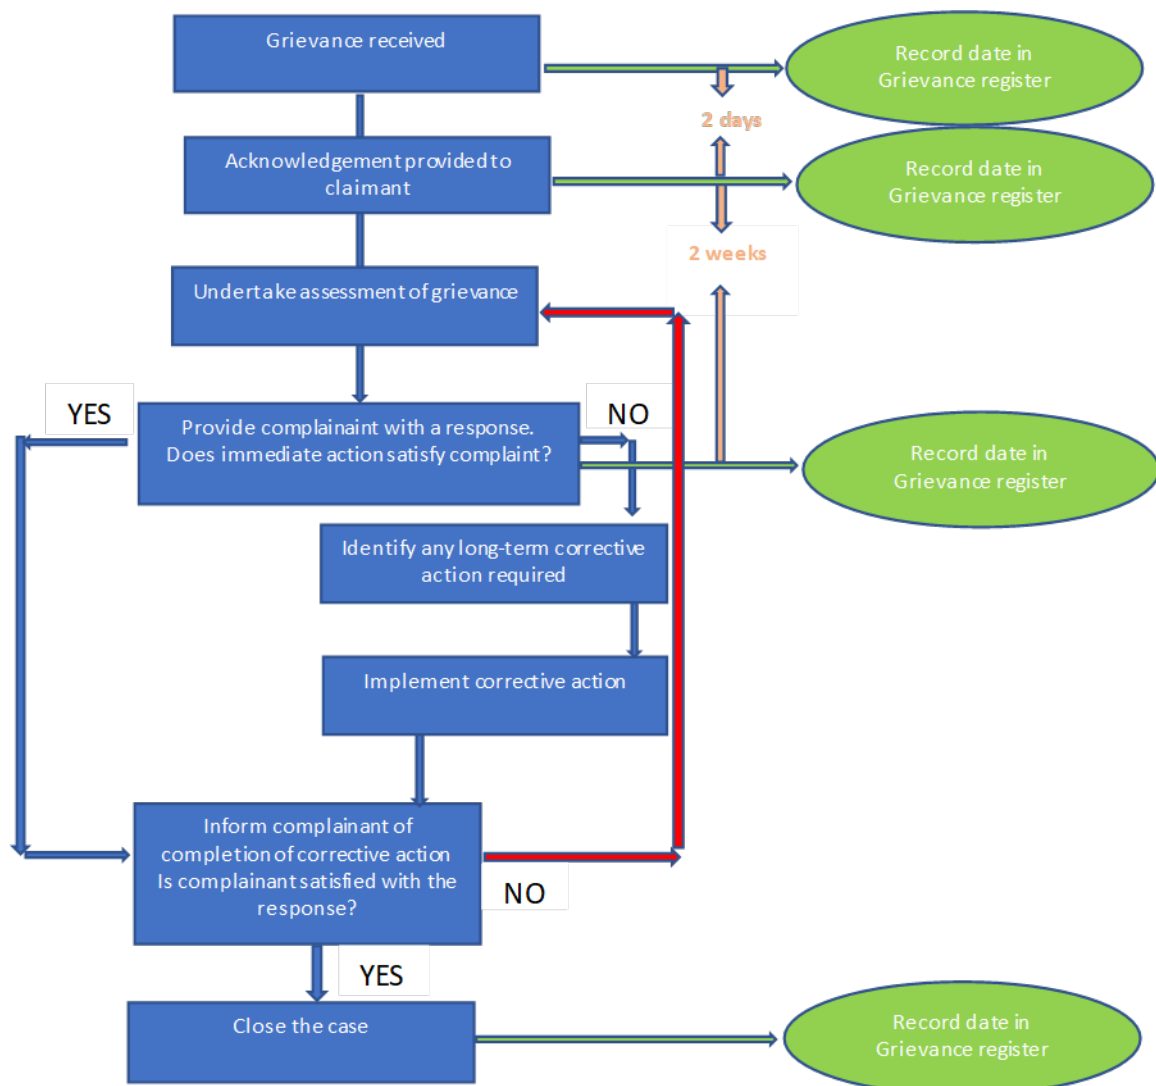 Grievance received
Record date in
Grievance register
2 days
Acknowledgement provided to
claimant
Record date in
Grievance register
2 weeks
Undertake assessment of grievance
YES
NO
Provide complainaint with a response.
Does immediate action satisfy complaint?
Record date in
Grievance register
Identify any long-term corrective
action required
Implement corrective action
Inform complainant of
completion of corrective action
Is complainant satisfied with the
response?
NO
YES
Close the case
Record date in
Grievance register